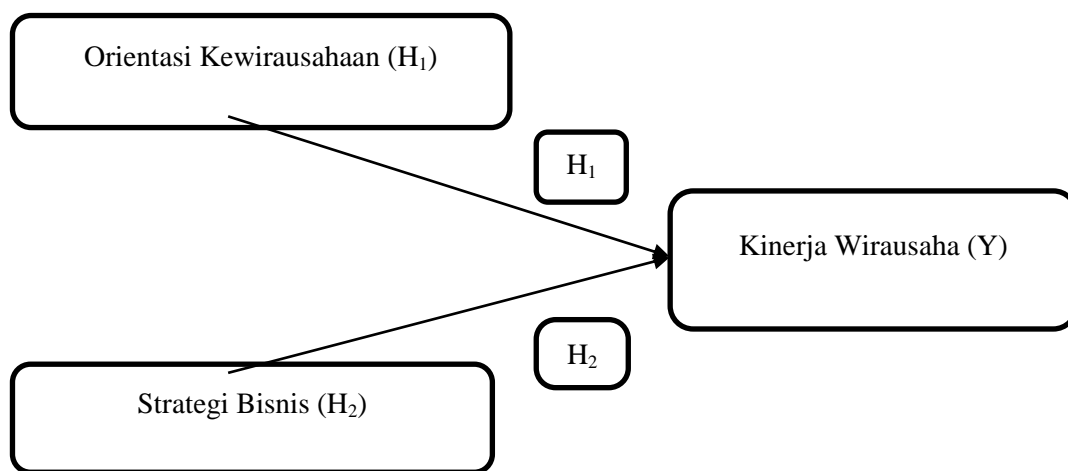 Orientasi Kewirausahaan (H₁)
H₁
Kinerja Wirausaha (Y)
H₂
Strategi Bisnis (H₂)